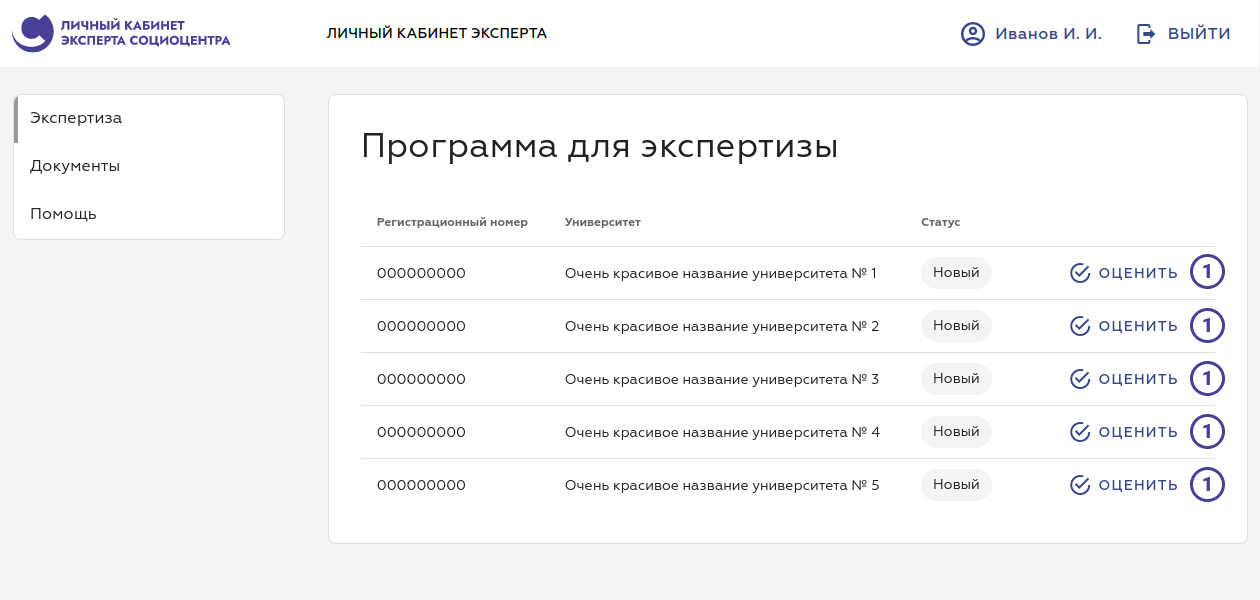 ЛИЧНЫЙ КАБИНЕТ
ЭКСПЕРТА СОЦИОЦЕНТРА
ЛИЧНЫЙ КАБИНЕТ ЭКСПЕРТА
Иванов И. И.
ВЫЙТИ
Экспертиза
Документы
Помощь
Программа для экспертизы
Регистрационный номер Университет Статус
000000000 Очень красивое название университета № 1 Новый ОЦЕНИТЬ 1
000000000 Очень красивое название университета № 2 Новый ОЦЕНИТЬ 1
000000000 Очень красивое название университета № 3 Новый ОЦЕНИТЬ 1
000000000 Очень красивое название университета № 4 Новый ОЦЕНИТЬ 1
000000000 Очень красивое название университета № 5 Новый ОЦЕНИТЬ 1